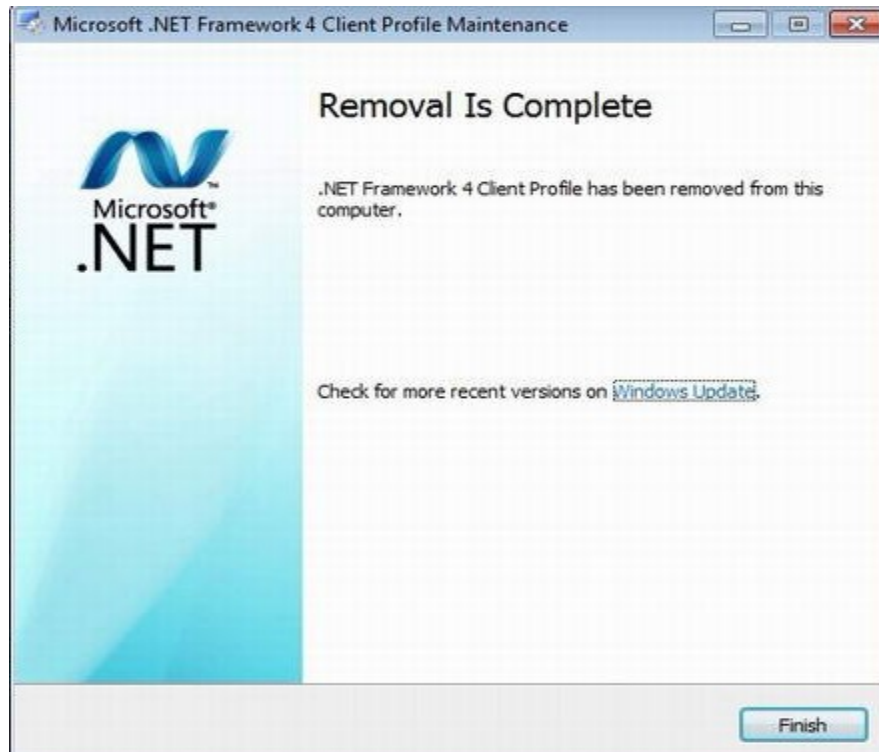 Microsoft .NET Framework 4 Client Profile Maintenance
Removal Is Complete
Microsoft®
.NET
™
.NET Framework 4 Client Profile has been removed from this
computer.
Check for more recent versions on Windows Update.
Finish